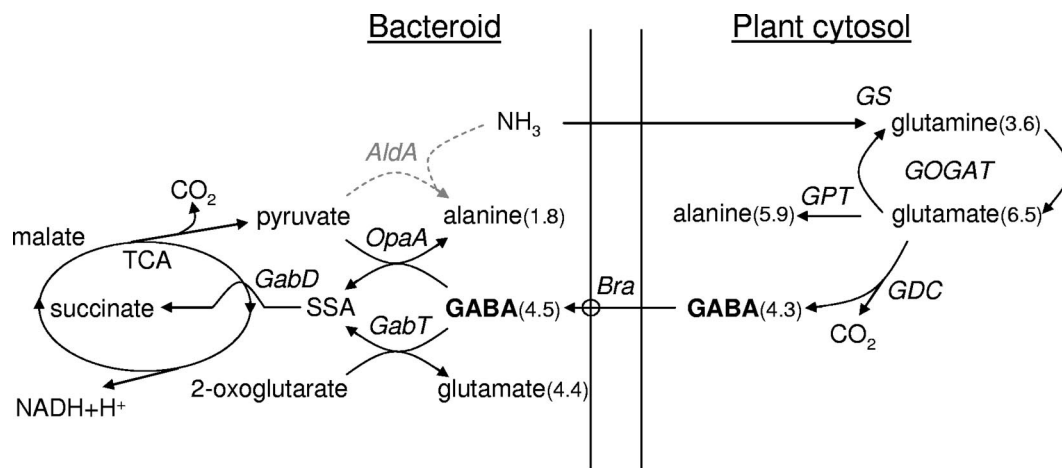 Bacteroid
Plant cytosol
GS
NH3
glutamine(3.6)
AldA
GOGAT
CO2
GPT
pyruvate
alanine(1.8)
alanine(5.9)
glutamate(6.5)
malate
OpaA
TCA
GabD
Bra
GDC
succinate
SSA
GABA(4.5)
GABA(4.3)
GabT
CO2
2-oxoglutarate
glutamate(4.4)
NADH+H+